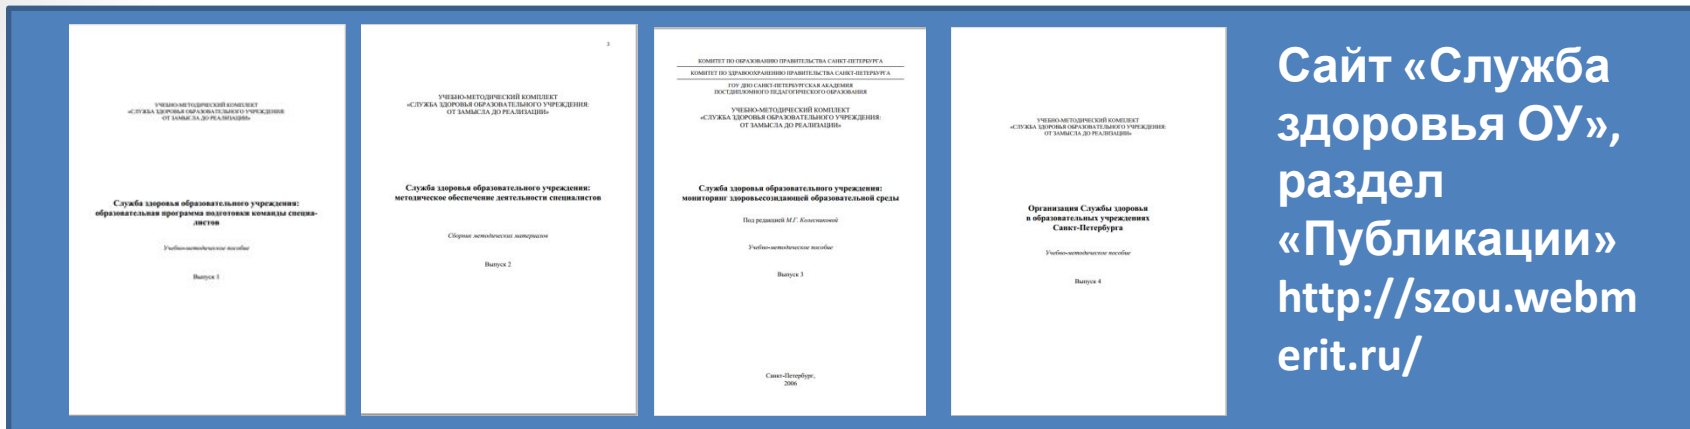 УЧЕБНО-МЕТОДИЧЕСКИЙ КОМПЛЕКТ
«СЛУЖБА ЗДОРОВЬЯ ОБРАЗОВАТЕЛЬНОГО УЧРЕЖДЕНИЯ:
ОТ ЗАМЫСЛА ДО РЕАЛИЗАЦИИ»
Служба здоровья образовательного учреждения:
образовательная программа подготовки команды специа-
листов
Учебно-методическое пособие
Выпуск 1
3
УЧЕБНО-МЕТОДИЧЕСКИЙ КОМПЛЕКТ
«СЛУЖБА ЗДОРОВЬЯ ОБРАЗОВАТЕЛЬНОГО УЧРЕЖДЕНИЯ:
ОТ ЗАМЫСЛА ДО РЕАЛИЗАЦИИ»
Служба здоровья образовательного учреждения:
методическое обеспечение деятельности специалистов
Сборник методических материалов
Выпуск 2
КОМИТЕТ ПО ОБРАЗОВАНИЮ ПРАВИТЕЛЬСТВА САНКТ-ПЕТЕРБУРГА
КОМИТЕТ ПО ЗДРАВООХРАНЕНИЮ ПРАВИТЕЛЬСТВА САНКТ-ПЕТЕРБУРГА
ГОУ ДПО САНКТ-ПЕТЕРБУРГСКАЯ АКАДЕМИЯ
ПОСТДИПЛОМНОГО ПЕДАГОГИЧЕСКОГО ОБРАЗОВАНИЯ
УЧЕБНО-МЕТОДИЧЕСКИЙ КОМПЛЕКТ
«СЛУЖБА ЗДОРОВЬЯ ОБРАЗОВАТЕЛЬНОГО УЧРЕЖДЕНИЯ:
ОТ ЗАМЫСЛА ДО РЕАЛИЗАЦИИ»
Служба здоровья образовательного учреждения:
мониторинг здоровьесозидающей образовательной среды
Под редакцией М.Г. Колесниковой
Учебно-методическое пособие
Выпуск 3
Санкт-Петербург,
2006
УЧЕБНО-МЕТОДИЧЕСКИЙ КОМПЛЕКТ
«СЛУЖБА ЗДОРОВЬЯ ОБРАЗОВАТЕЛЬНОГО УЧРЕЖДЕНИЯ:
ОТ ЗАМЫСЛА ДО РЕАЛИЗАЦИИ»
Организация Службы здоровья
в образовательных учреждениях
Санкт-Петербурга
Учебно-методическое пособие
Выпуск 4
Сайт «Служба
здоровья ОУ»,
раздел
«Публикации»
http://szou.webm
erit.ru/